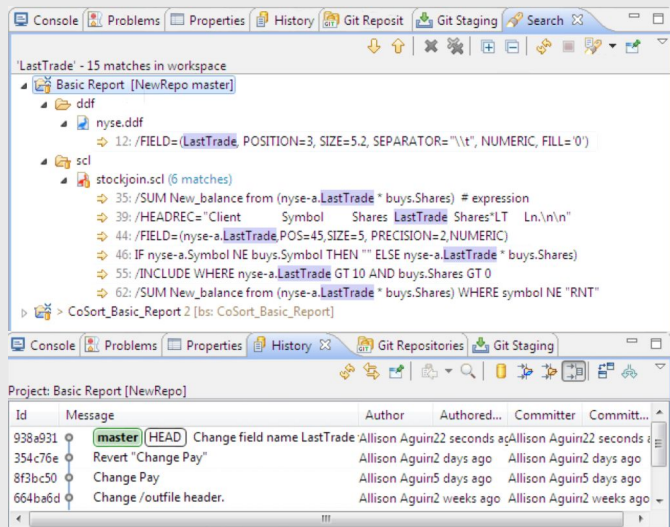 Console Problems Properties History Git Reposit Git Staging Search
'LastTrade' - 15 matches in workspace
Basic Report [NewRepo master]
ddf
nyse.ddf
12: /FIELD=(LastTrade, POSITION=3, SIZE=5.2, SEPARATOR="\\t", NUMERIC, FILL='0')
scl
stockjoin.scl (6 matches)
35: /SUM New_balance from (nyse-a.LastTrade * buys.Shares) # expression
39: /HEADREC="Client Symbol Shares LastTrade Shares*LT Ln.\n\n"
44: /FIELD=(nyse-a.LastTrade,POS=45,SIZE=5, PRECISION=2,NUMERIC)
46: IF nyse-a.Symbol NE buys.Symbol THEN "" ELSE nyse-a.LastTrade * buys.Shares)
55: /INCLUDE WHERE nyse-a.LastTrade GT 10 AND buys.Shares GT 0
62: /SUM New_balance from (nyse-a.LastTrade * buys.Shares) WHERE symbol NE "RNT"
> CoSort_Basic_Report 2 [bs: CoSort_Basic_Report]
Console Problems Properties History Git Repositories Git Staging
Project: Basic Report [NewRepo]
Id Message Author Authored... Committer Committ...
938a931 master HEAD Change field name LastTrade Allison Aguirr 22 seconds ag Allison Aguirr 22 seconds a
354c76e Revert "Change Pay" Allison Aguirr 2 days ago Allison Aguirr 2 days ago
8f3bc50 Change Pay Allison Aguirr 5 days ago Allison Aguirr 5 days ago
664ba6d Change /outfile header. Allison Aguirr 2 weeks ago Allison Aguirr 2 weeks ago